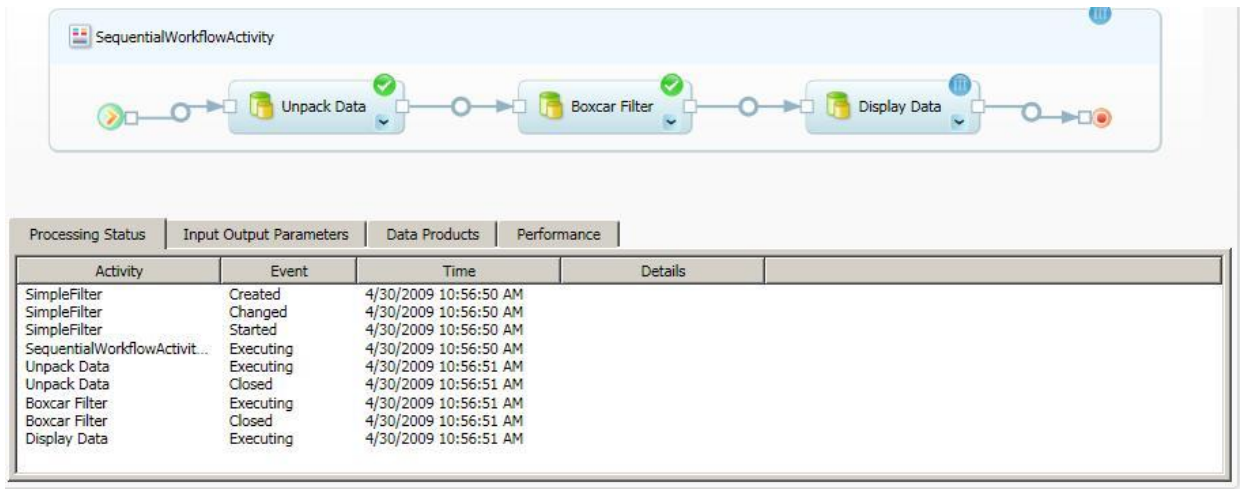 SequentialWorkflowActivity
Unpack Data Boxcar Filter Display Data
Processing Status Input Output Parameters Data Products Performance
Activity Event Time Details
SimpleFilter Created 4/30/2009 10:56:50 AM
SimpleFilter Changed 4/30/2009 10:56:50 AM
SimpleFilter Started 4/30/2009 10:56:50 AM
SequentialWorkflowActivit... Executing 4/30/2009 10:56:50 AM
Unpack Data Executing 4/30/2009 10:56:51 AM
Unpack Data Closed 4/30/2009 10:56:51 AM
Boxcar Filter Executing 4/30/2009 10:56:51 AM
Boxcar Filter Closed 4/30/2009 10:56:51 AM
Display Data Executing 4/30/2009 10:56:51 AM